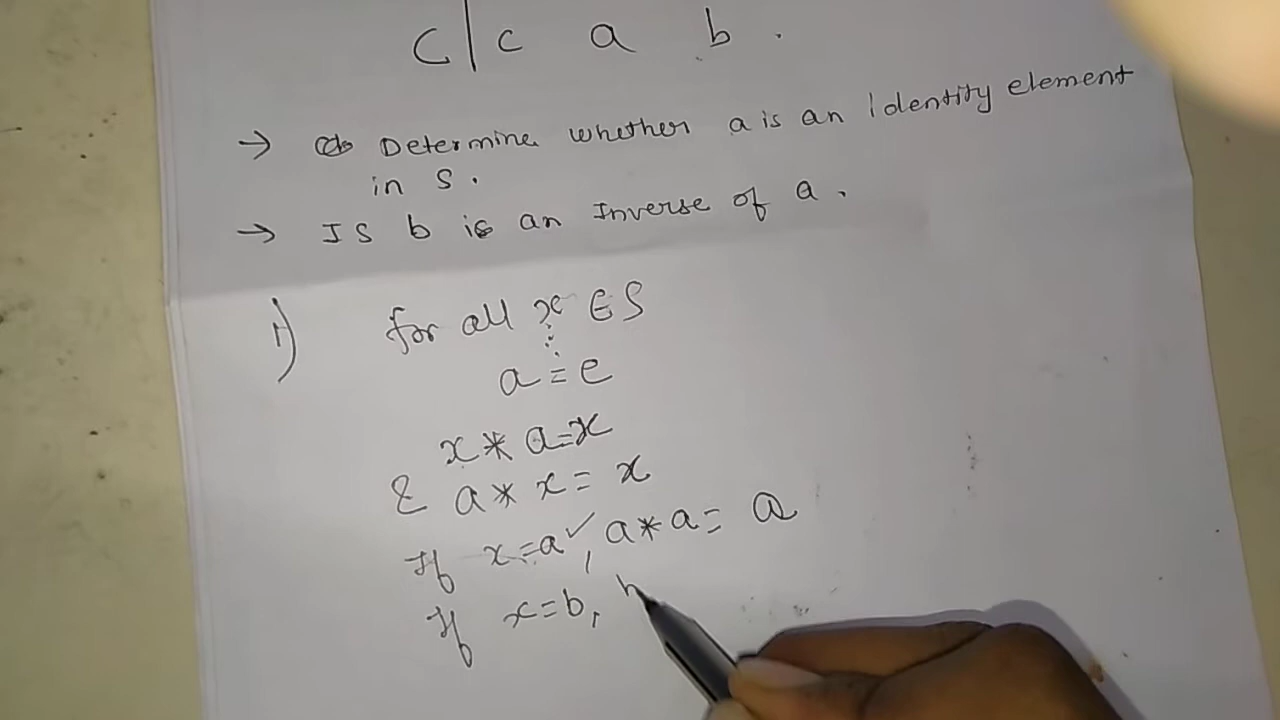 c | c a b .
→ Determine whether a is an Identity element
in S .
→ IS b is an Inverse of a .
1) for all x ∈ S
a = e
x * a = x
& a * x = x
If x = a ✓, a * a = a
If x = b,